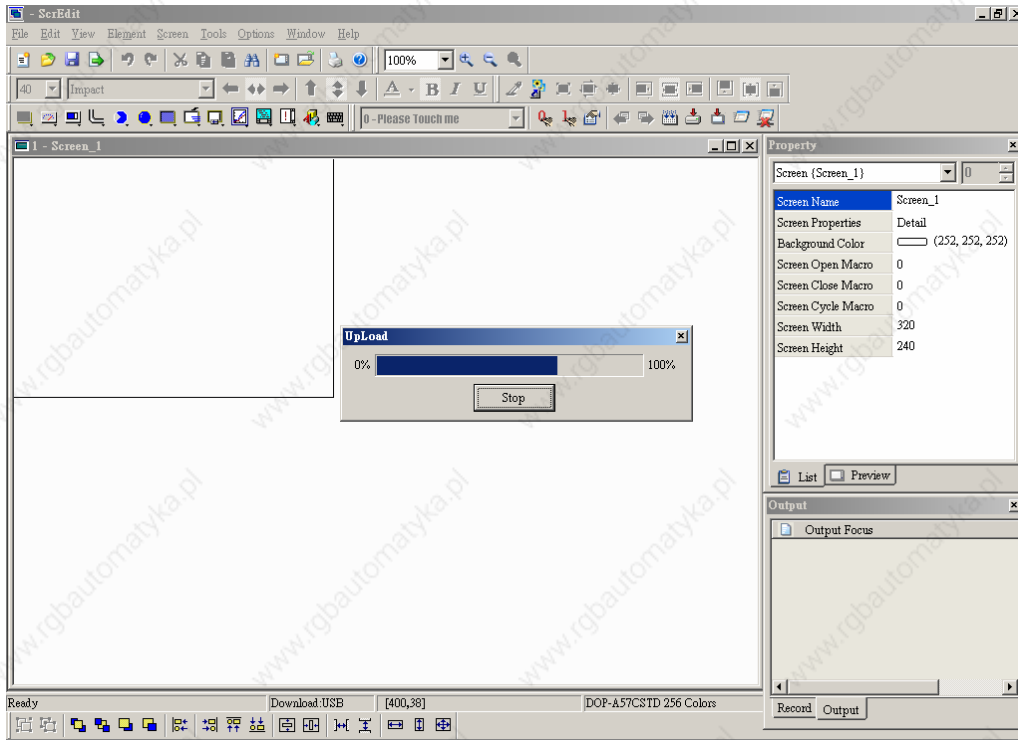 - ScrEdit
File Edit View Element Screen Tools Options Window Help
100%
40 Impact A B I U
0 - Please Touch me
1 - Screen_1
Property
Screen {Screen_1} 0
Screen Name Screen_1
Screen Properties Detail
Background Color (252, 252, 252)
Screen Open Macro 0
Screen Close Macro 0
Screen Cycle Macro 0
Screen Width 320
Screen Height 240
UpLoad
0% 100%
Stop
List Preview
Output
Output Focus
Record Output
Ready Download:USB [400,38] DOP-A57CSTD 256 Colors
www.rgbautomatyka.pl